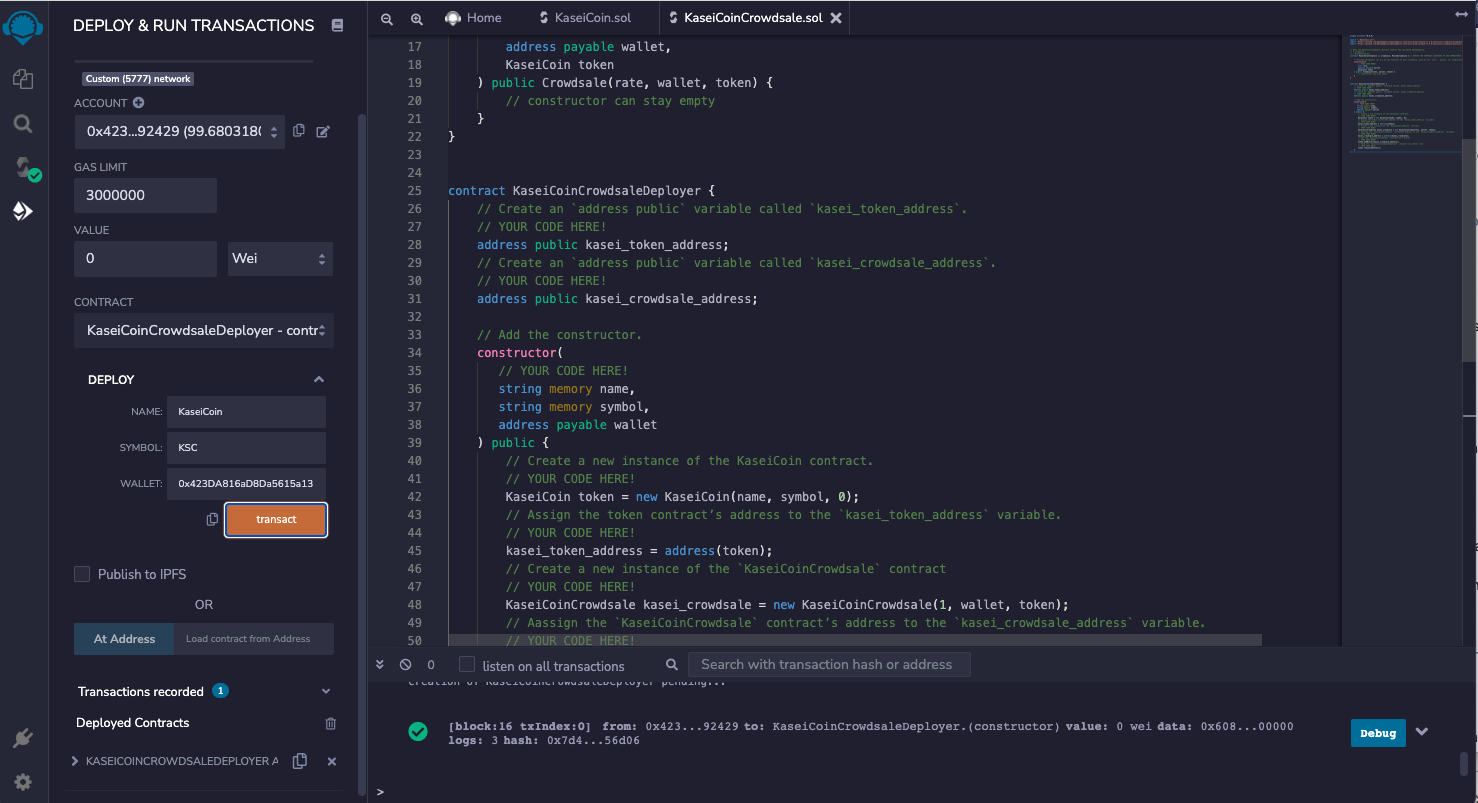 DEPLOY & RUN TRANSACTIONS
Custom (5777) network
ACCOUNT
0x423...92429 (99.6803180
GAS LIMIT
3000000
VALUE
0
Wei
CONTRACT
KaseiCoinCrowdsaleDeployer - contr
DEPLOY
NAME:
KaseiCoin
SYMBOL:
KSC
WALLET:
0x423DA816aD8Da5615a13
transact
Publish to IPFS
OR
At Address
Load contract from Address
Transactions recorded 1
Deployed Contracts
KASEICOINCROWDSALEDEPLOYER A
Home
KaseiCoin.sol
KaseiCoinCrowdsale.sol
17 address payable wallet,
18 KaseiCoin token
19 ) public Crowdsale(rate, wallet, token) {
20 // constructor can stay empty
21 }
22 }
23
24
25 contract KaseiCoinCrowdsaleDeployer {
26 // Create an `address public` variable called `kasei_token_address`.
27 // YOUR CODE HERE!
28 address public kasei_token_address;
29 // Create an `address public` variable called `kasei_crowdsale_address`.
30 // YOUR CODE HERE!
31 address public kasei_crowdsale_address;
32
33 // Add the constructor.
34 constructor(
35 // YOUR CODE HERE!
36 string memory name,
37 string memory symbol,
38 address payable wallet
39 ) public {
40 // Create a new instance of the KaseiCoin contract.
41 // YOUR CODE HERE!
42 KaseiCoin token = new KaseiCoin(name, symbol, 0);
43 // Assign the token contract’s address to the `kasei_token_address` variable.
44 // YOUR CODE HERE!
45 kasei_token_address = address(token);
46 // Create a new instance of the `KaseiCoinCrowdsale` contract
47 // YOUR CODE HERE!
48 KaseiCoinCrowdsale kasei_crowdsale = new KaseiCoinCrowdsale(1, wallet, token);
49 // Aassign the `KaseiCoinCrowdsale` contract’s address to the `kasei_crowdsale_address` variable.
50 // YOUR CODE HERE!
0
listen on all transactions
Search with transaction hash or address
creation of KaseiCoinCrowdsaleDeployer pending...
[block:16 txIndex:0] from: 0x423...92429 to: KaseiCoinCrowdsaleDeployer.(constructor) value: 0 wei data: 0x608...00000
logs: 3 hash: 0x7d4...56d06
Debug
>